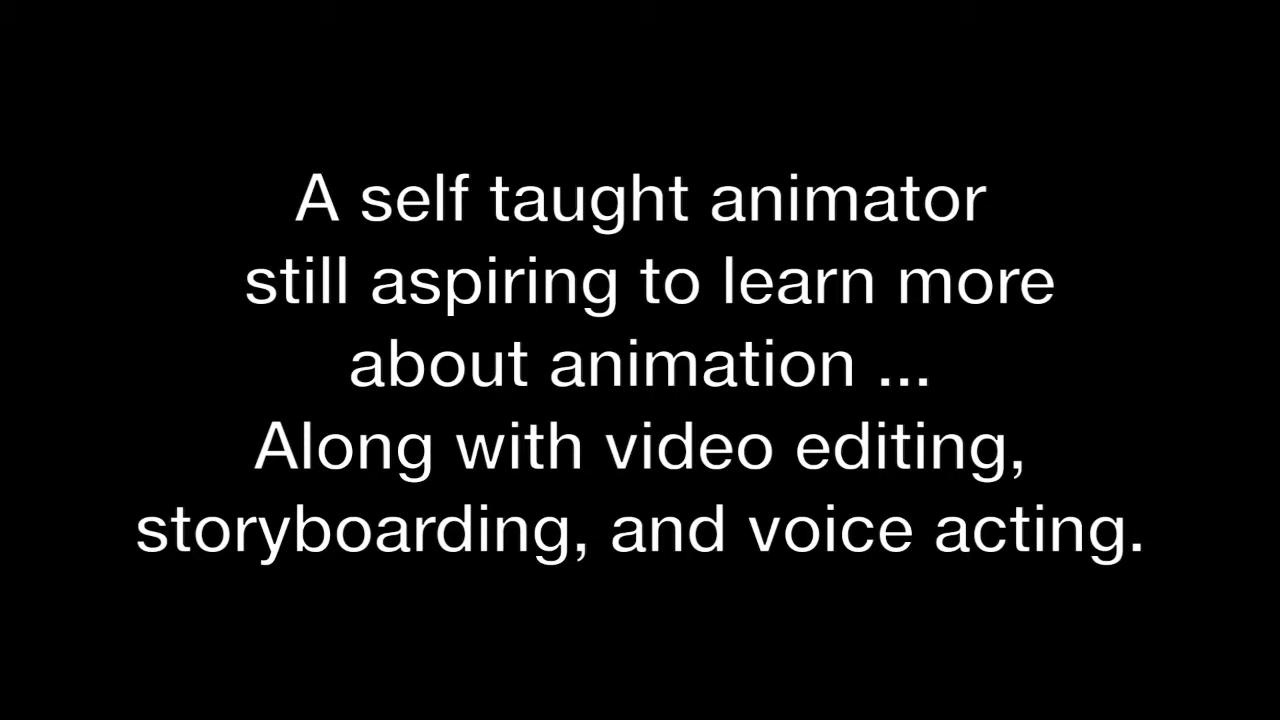 A self taught animator
still aspiring to learn more
about animation ...
Along with video editing,
storyboarding, and voice acting.